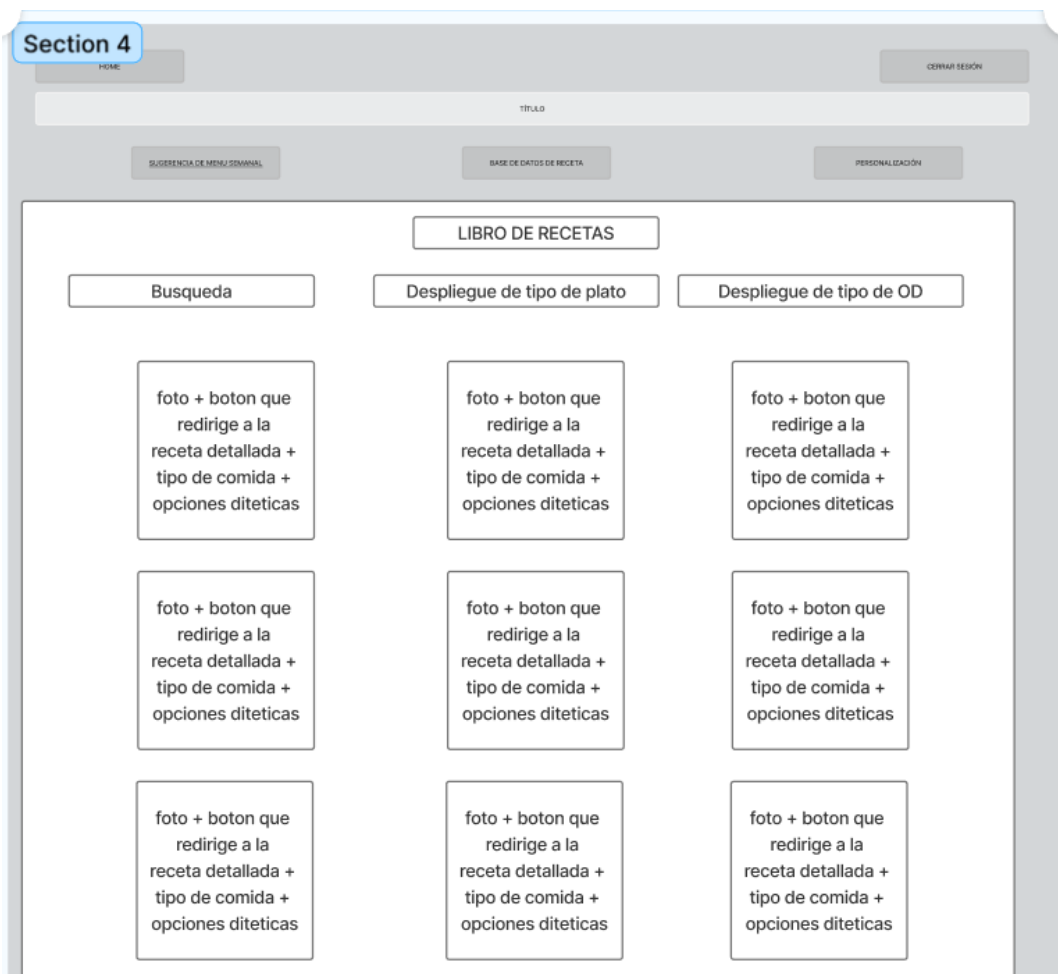 Section 4
HOME
CERRAR SESIÓN
TÍTULO
SUGERENCIA DE MENU SEMANAL
BASE DE DATOS DE RECETA
PERSONALIZACIÓN
LIBRO DE RECETAS
Busqueda
Despliegue de tipo de plato
Despliegue de tipo de OD
foto + boton que
redirige a la
receta detallada +
tipo de comida +
opciones diteticas
foto + boton que
redirige a la
receta detallada +
tipo de comida +
opciones diteticas
foto + boton que
redirige a la
receta detallada +
tipo de comida +
opciones diteticas
foto + boton que
redirige a la
receta detallada +
tipo de comida +
opciones diteticas
foto + boton que
redirige a la
receta detallada +
tipo de comida +
opciones diteticas
foto + boton que
redirige a la
receta detallada +
tipo de comida +
opciones diteticas
foto + boton que
redirige a la
receta detallada +
tipo de comida +
opciones diteticas
foto + boton que
redirige a la
receta detallada +
tipo de comida +
opciones diteticas
foto + boton que
redirige a la
receta detallada +
tipo de comida +
opciones diteticas